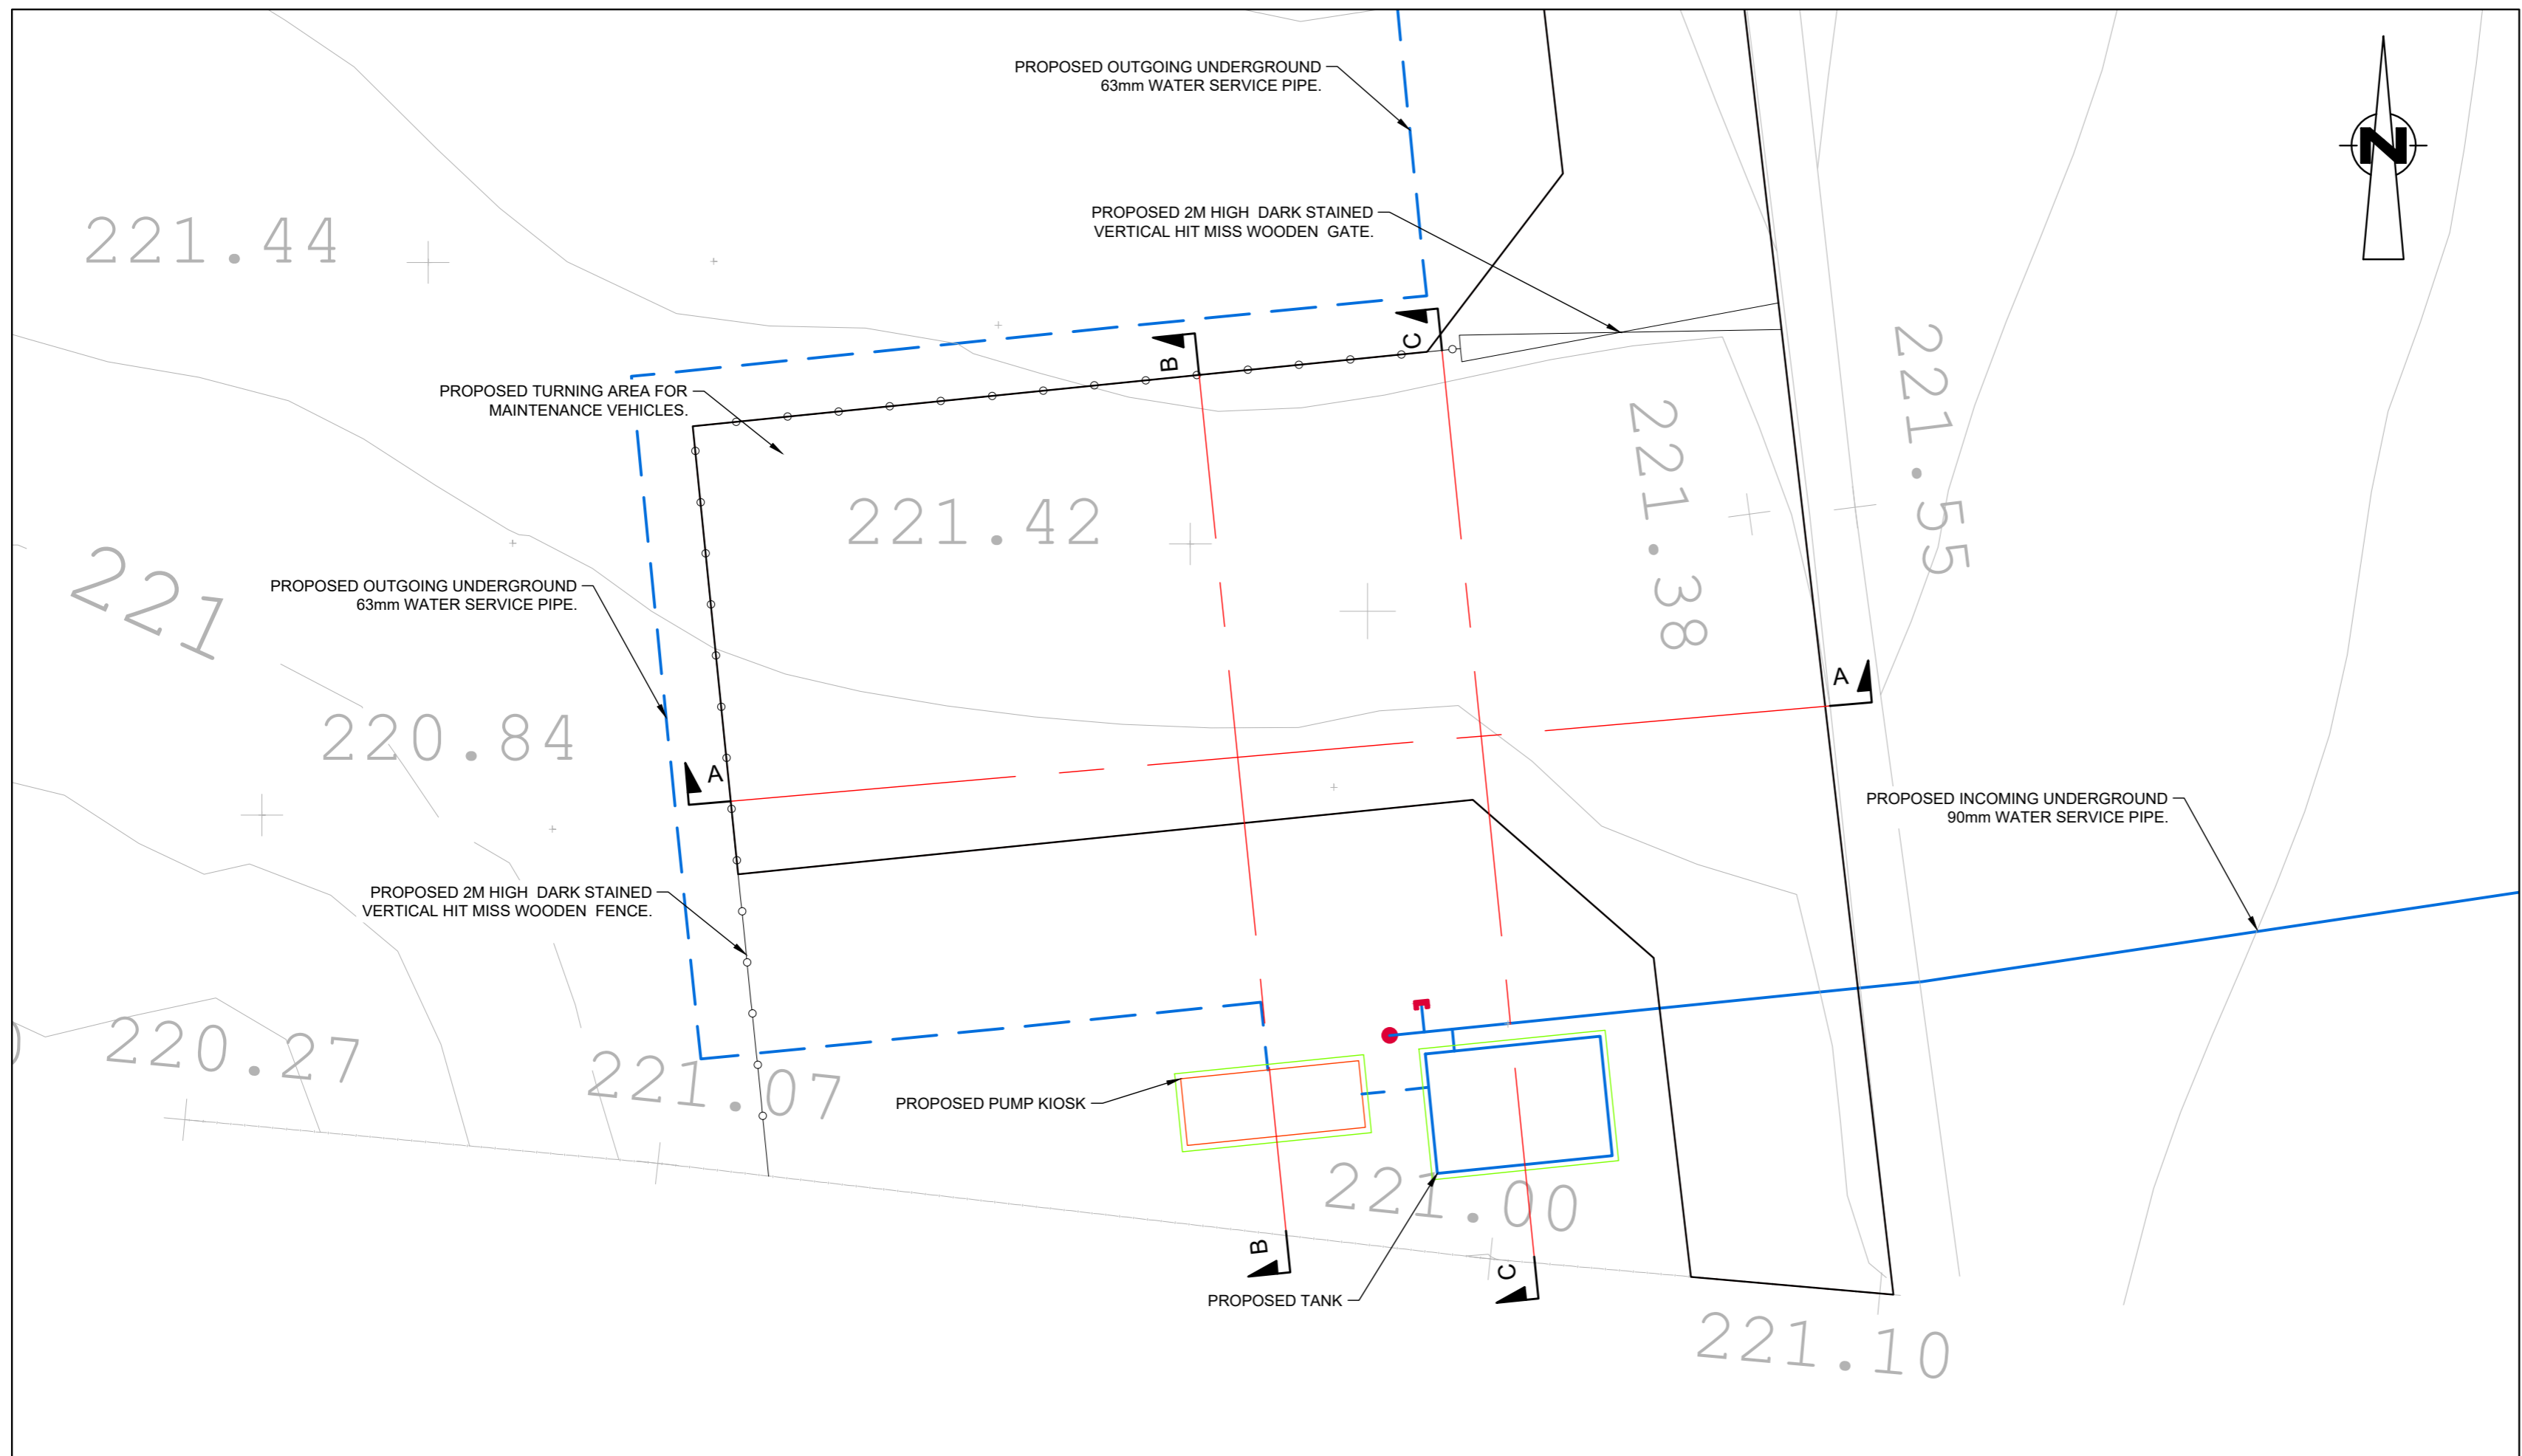 PROPOSED OUTGOING UNDERGROUND
63mm WATER SERVICE PIPE.
N
PROPOSED 2M HIGH DARK STAINED
VERTICAL HIT MISS WOODEN GATE.
221.44
C
B
PROPOSED TURNING AREA FOR
MAINTENANCE VEHICLES.
221.42
221.38
221.55
221
PROPOSED OUTGOING UNDERGROUND
63mm WATER SERVICE PIPE.
A
220.84
A
PROPOSED INCOMING UNDERGROUND
90mm WATER SERVICE PIPE.
PROPOSED 2M HIGH DARK STAINED
VERTICAL HIT MISS WOODEN FENCE.
220.27
221.07
PROPOSED PUMP KIOSK
221.00
B
C
PROPOSED TANK
221.10